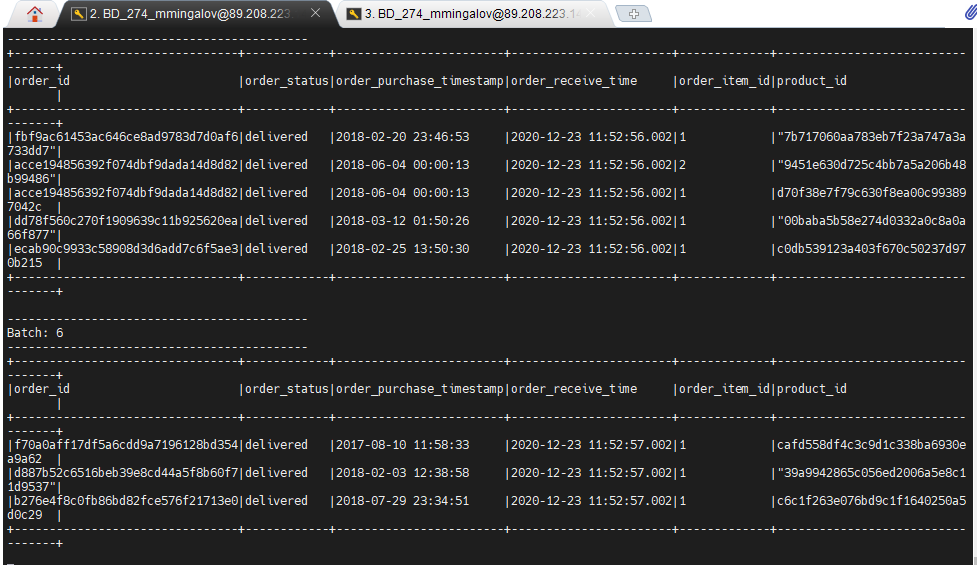 2. BD_274_mmingalov@89.208.223
3. BD_274_mmingalov@89.208.223.1
----------------------------------------
+--------------------------------+------------+------------------------+-----------------------+-------------+---------------------------
-------+
|order_id                        |order_status|order_purchase_timestamp|order_receive_time     |order_item_id|product_id
       |
+--------------------------------+------------+------------------------+-----------------------+-------------+---------------------------
-------+
|fbf9ac61453ac646ce8ad9783d7d0af6|delivered   |2018-02-20 23:46:53     |2020-12-23 11:52:56.002|1            |"7b717060aa783eb7f23a747a3a
733dd7"|
|acce194856392f074dbf9dada14d8d82|delivered   |2018-06-04 00:00:13     |2020-12-23 11:52:56.002|2            |"9451e630d725c4bb7a5a206b48
b99486"|
|acce194856392f074dbf9dada14d8d82|delivered   |2018-06-04 00:00:13     |2020-12-23 11:52:56.002|1            |d70f38e7f79c630f8ea00c99389
7042c  |
|dd78f560c270f1909639c11b925620ea|delivered   |2018-03-12 01:50:26     |2020-12-23 11:52:56.002|1            |"00baba5b58e274d0332a0c8a0a
66f877"|
|ecab90c9933c58908d3d6add7c6f5ae3|delivered   |2018-02-25 13:50:30     |2020-12-23 11:52:56.002|1            |c0db539123a403f670c50237d97
0b215  |
+--------------------------------+------------+------------------------+-----------------------+-------------+---------------------------
-------+
-------------------------------------------
Batch: 6
-------------------------------------------
+--------------------------------+------------+------------------------+-----------------------+-------------+---------------------------
-------+
|order_id                        |order_status|order_purchase_timestamp|order_receive_time     |order_item_id|product_id
       |
+--------------------------------+------------+------------------------+-----------------------+-------------+---------------------------
-------+
|f70a0aff17df5a6cdd9a7196128bd354|delivered   |2017-08-10 11:58:33     |2020-12-23 11:52:57.002|1            |cafd558df4c3c9d1c338ba6930e
a9a62  |
|d887b52c6516beb39e8cd44a5f8b60f7|delivered   |2018-02-03 12:38:58     |2020-12-23 11:52:57.002|1            |"39a9942865c056ed2006a5e8c1
1d9537"|
|b276e4f8c0fb86bd82fce576f21713e0|delivered   |2018-07-29 23:34:51     |2020-12-23 11:52:57.002|1            |c6c1f263e076bd9c1f1640250a5
d0c29  |
+--------------------------------+------------+------------------------+-----------------------+-------------+---------------------------
-------+